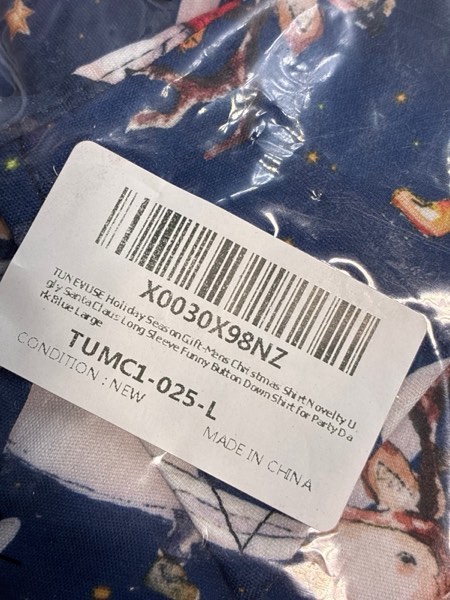 X0030X98NZ
TUNEVUSE Holiday Season Gift-Mens Christmas Shirt Novelty U
gly Santa Claus Long Sleeve Funny Button Down Shirt for Party Da
rk Blue Large
TUMC1-025-L
CONDITION : NEW
MADE IN CHINA